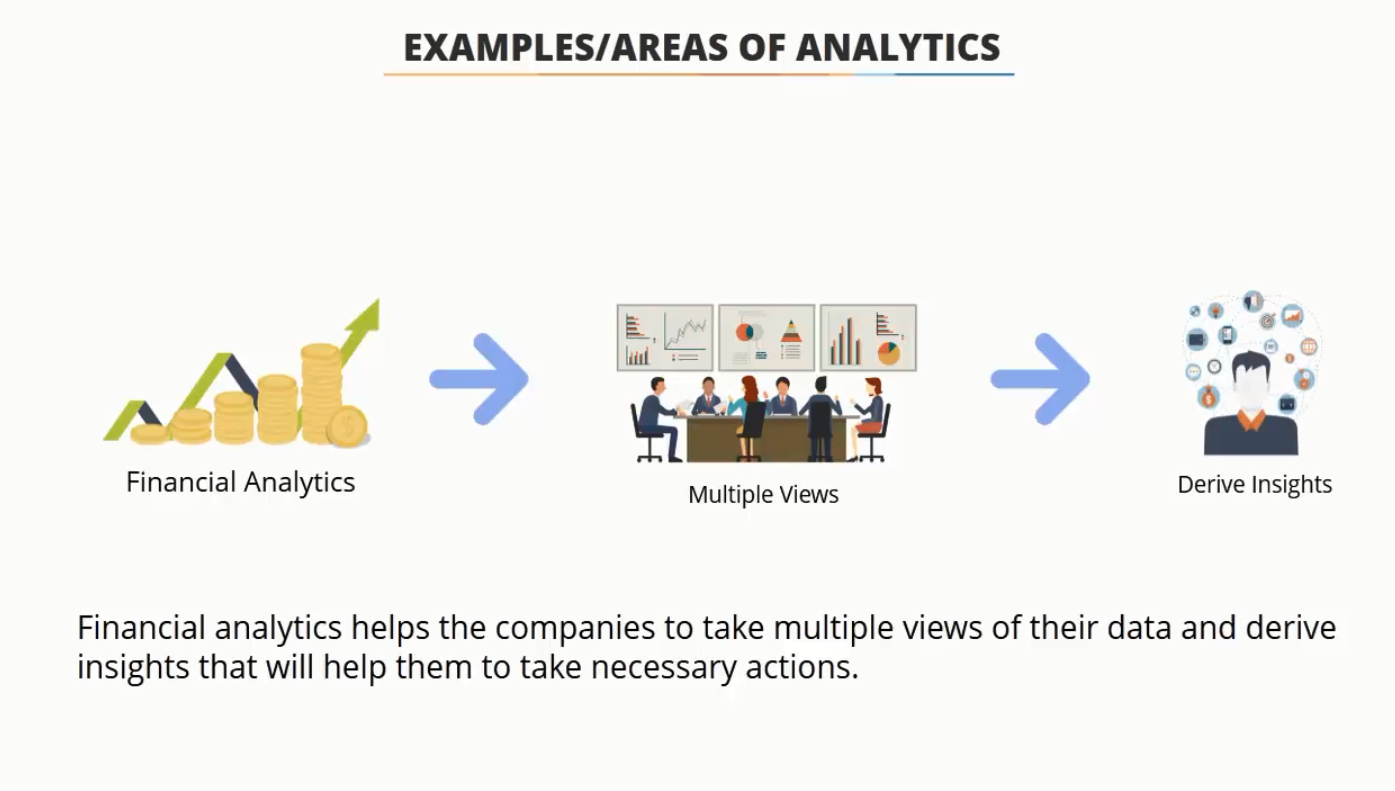 EXAMPLES/AREAS OF ANALYTICS
Financial Analytics
Multiple Views
Derive Insights
Financial analytics helps the companies to take multiple views of their data and derive
insights that will help them to take necessary actions.